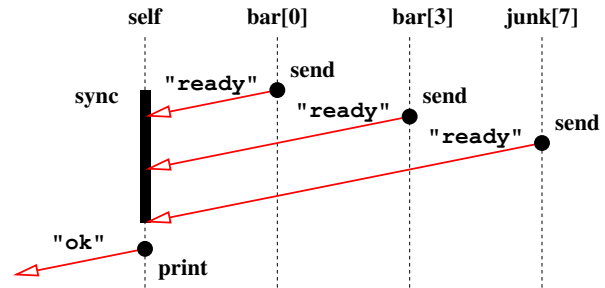 self bar[0] bar[3] junk[7]
"ready" send
sync "ready" send
"ready" send
"ok"
print